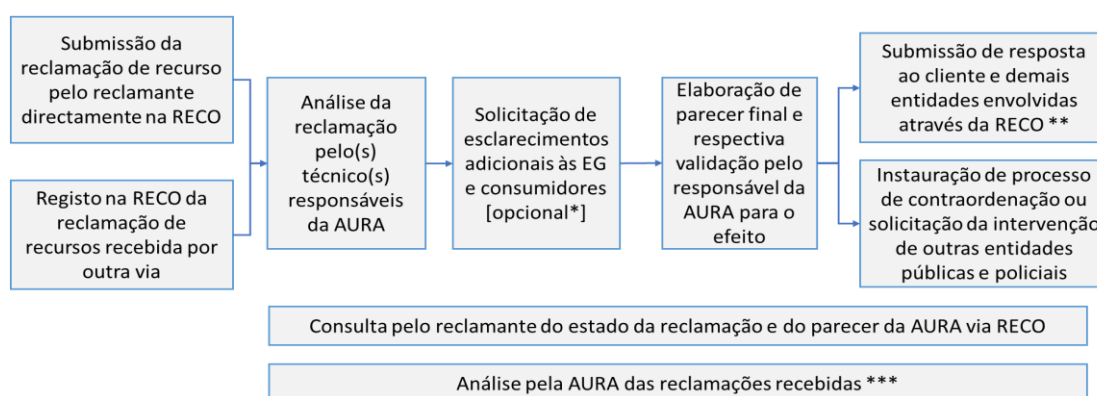 Submissão da
reclamação de recurso
pelo reclamante
directamente na RECO
Registo na RECO da
reclamação de
recursos recebida por
outra via
Análise da
reclamação
pelo(s)
técnico(s)
responsáveis
da AURA
Solicitação de
esclarecimentos
adicionais às EG
e consumidores
[opcional*]
Elaboração de
parecer final e
respectiva
validação pelo
responsável da
AURA para o
efeito
Submissão de resposta
ao cliente e demais
entidades envolvidas
através da RECO **
Instauração de processo
de contraordenação ou
solicitação da intervenção
de outras entidades
públicas e policiais
Consulta pelo reclamante do estado da reclamação e do parecer da AURA via RECO
Análise pela AURA das reclamações recebidas ***